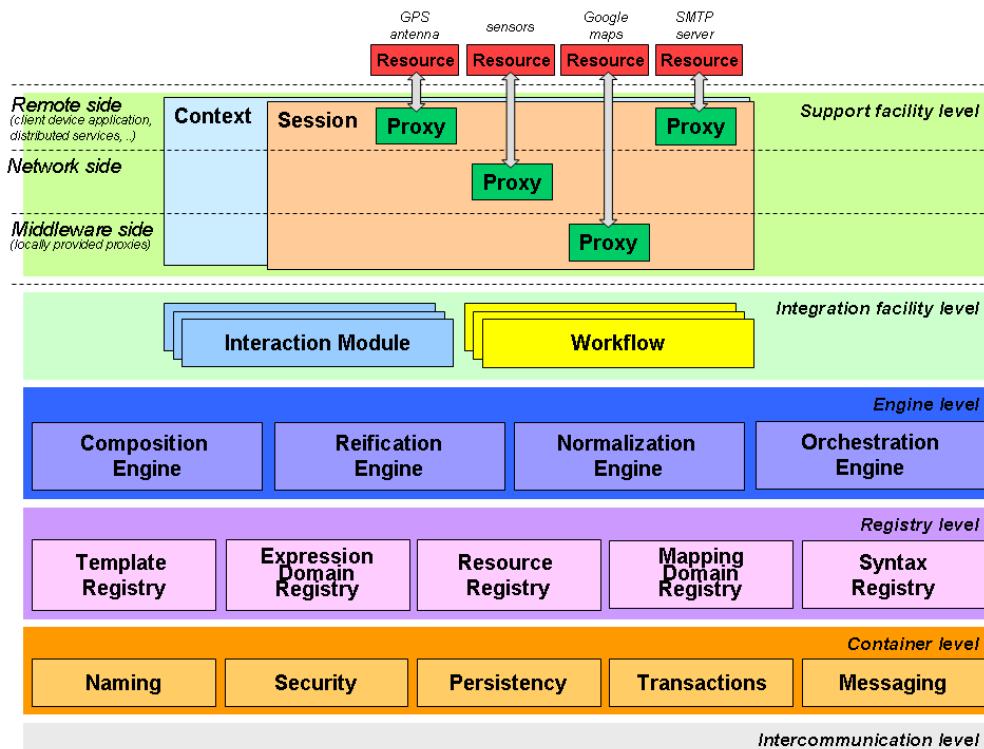 GPS
antenna
sensors
Google
maps
SMTP
server
Resource
Resource
Resource
Resource
Remote side
(client device application,
distributed services, ..)
Context
Session
Proxy
Proxy
Support facility level
Network side
Proxy
Middleware side
(locally provided proxies)
Proxy
Integration facility level
Interaction Module
Workflow
Engine level
Composition
Engine
Reification
Engine
Normalization
Engine
Orchestration
Engine
Registry level
Template
Registry
Expression
Domain
Registry
Resource
Registry
Mapping
Domain
Registry
Syntax
Registry
Container level
Naming
Security
Persistency
Transactions
Messaging
Intercommunication level